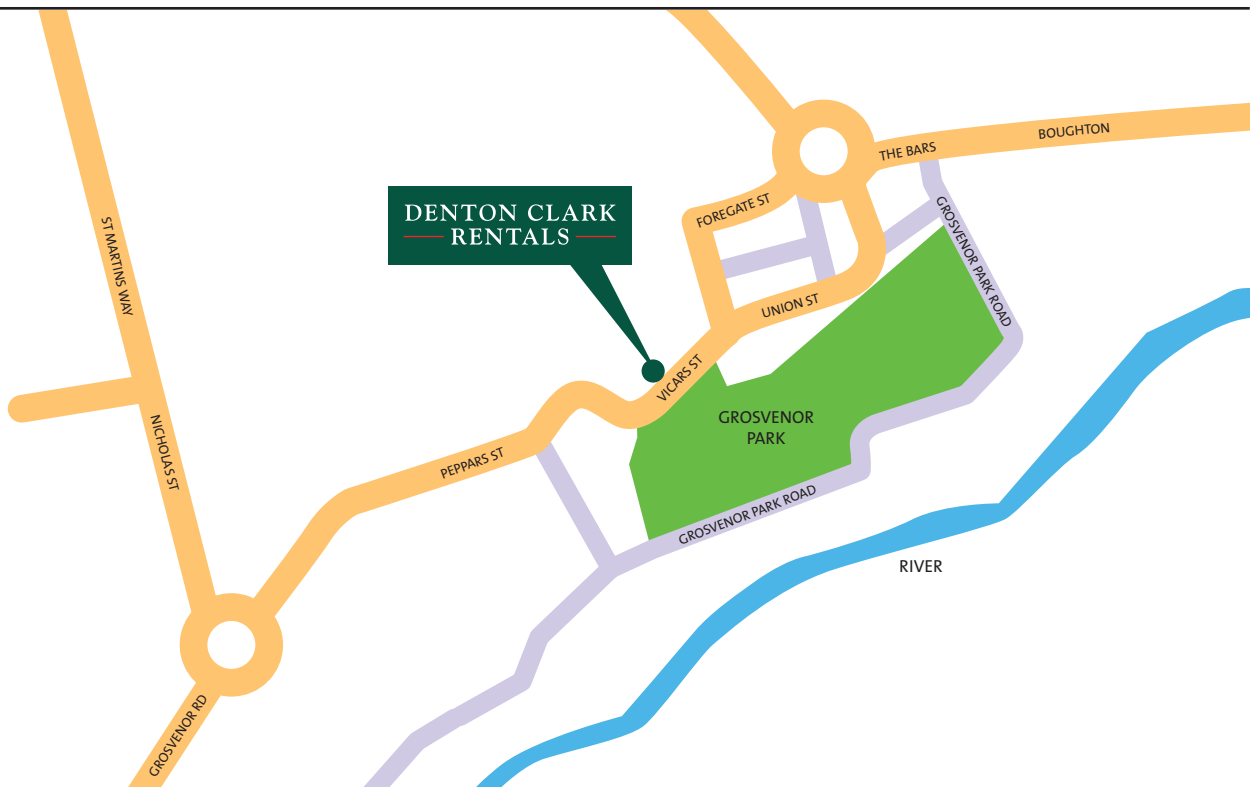 BOUGHTON
THE BARS
FOREGATE ST
DENTON CLARK
RENTALS
ST MARTINS WAY
GROSVENOR PARK ROAD
UNION ST
VICARS ST
GROSVENOR
PARK
NICHOLAS ST
PEPPARS ST
GROSVENOR PARK ROAD
RIVER
GROSVENOR RD